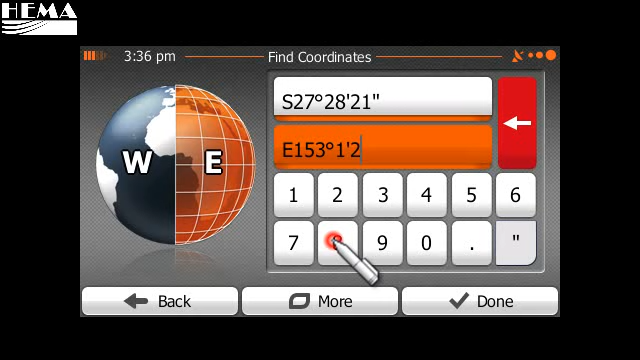 HEMA
3:36 pm
Find Coordinates
S27°28'21"
E153°1'2
W
E
1 2 3 4 5 6
7 9 0 . "
Back
More
Done